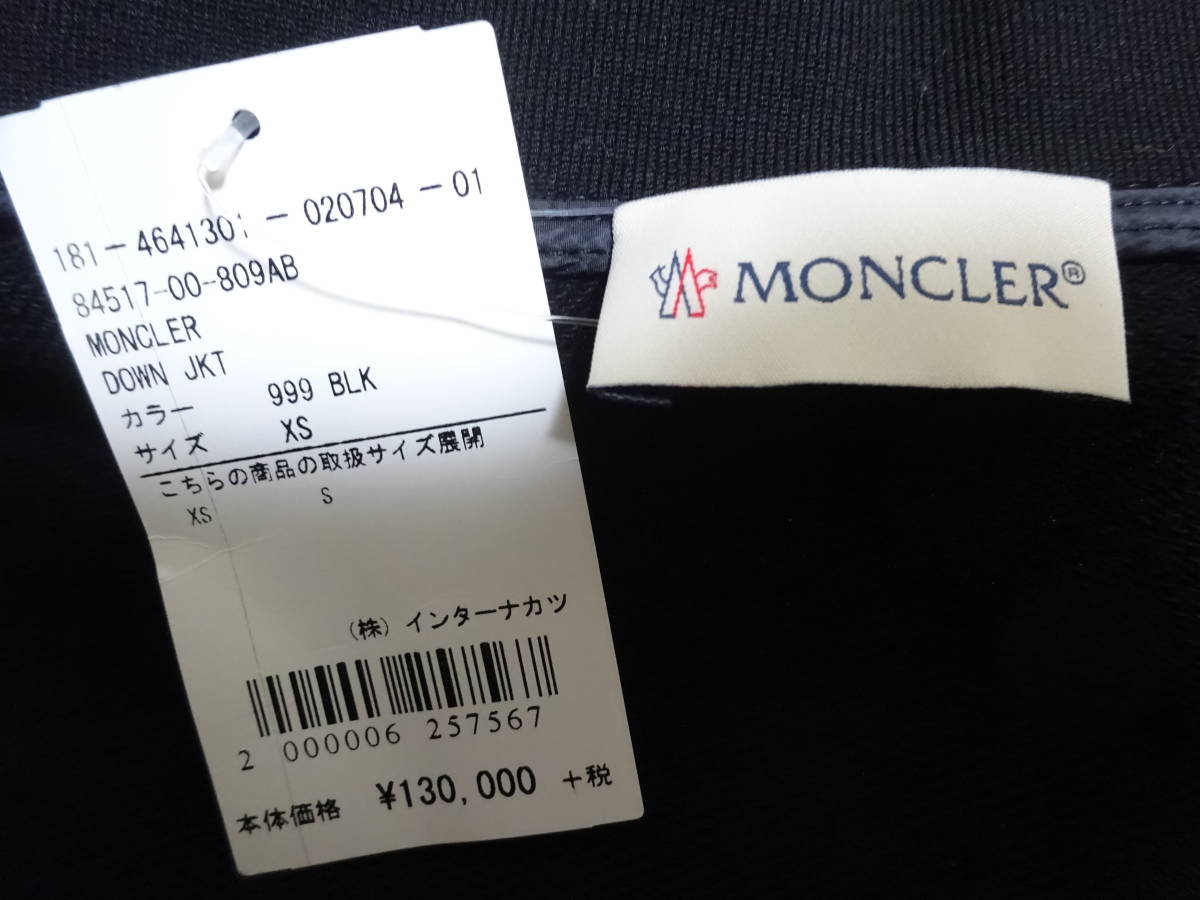 181-4641301-020704-01
84517-00-809AB
MONCLER
DOWN JKT
カラー 999 BLK
サイズ XS
こちらの商品の取扱サイズ展開
XS S
(株)インターナカツ
2 000006 257567
本体価格 ¥130,000 +税
MONCLER®